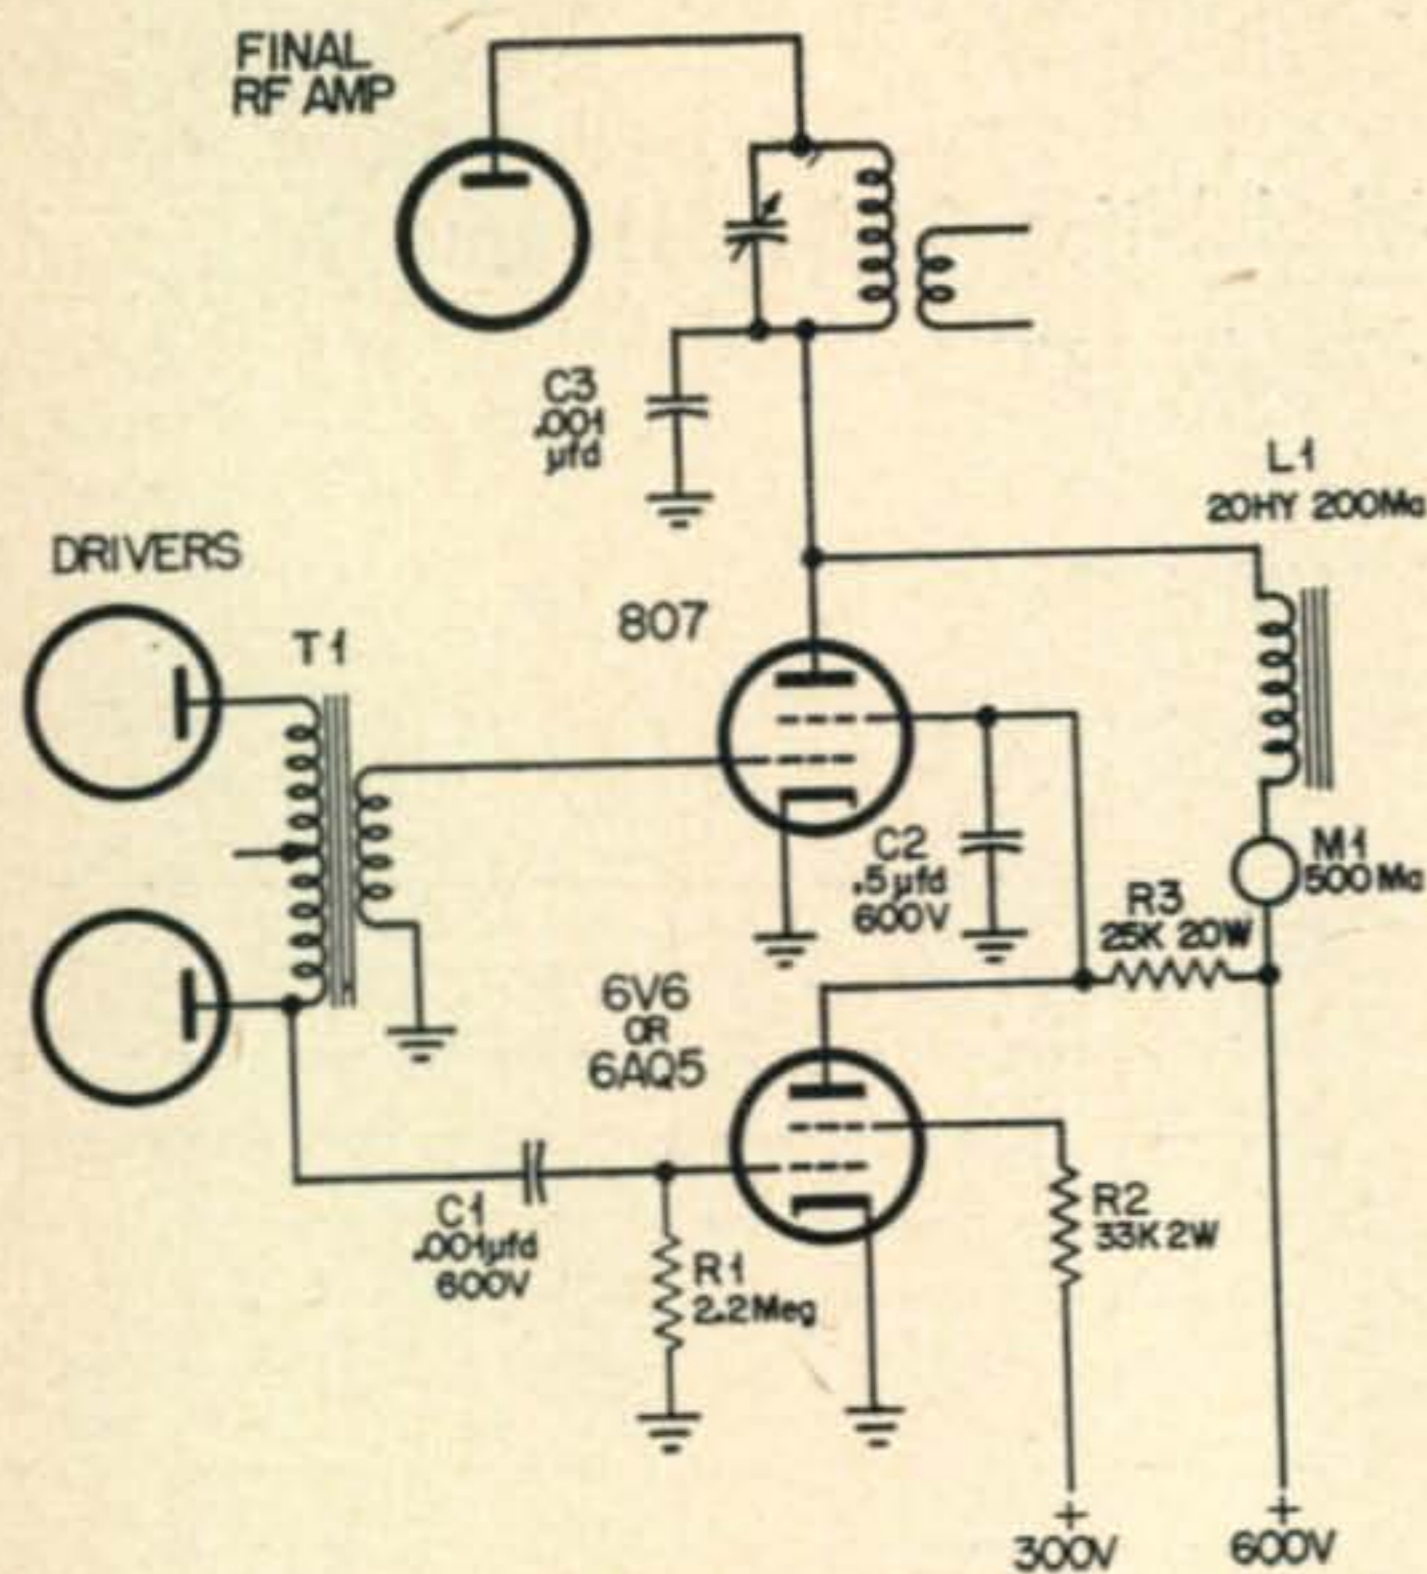 FINAL
RF AMP
C3
.001
µfd
L1
20HY 200Ma
DRIVERS
T1
807
C2
.5µfd
600V
M1
500Ma
R3
25K 20W
6V6
OR
6AQ5
C1
.001µfd
600V
R1
2.2Meg
R2
33K 2W
+
300V
+
600V